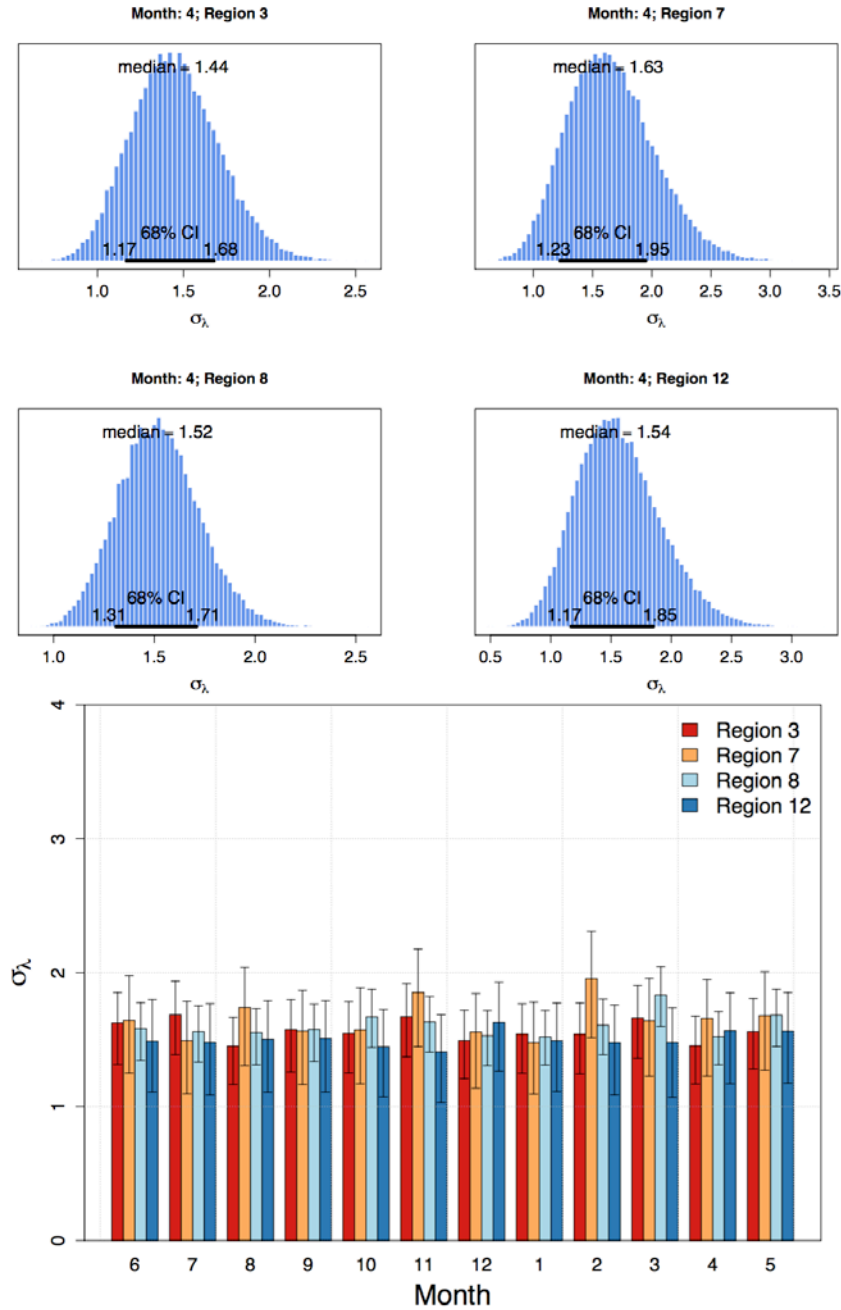 Month: 4; Region 3
median = 1.44
68% CI
1.17 1.68
1.0 1.5 2.0 2.5
σλ
Month: 4; Region 7
median = 1.63
68% CI
1.23 1.95
1.0 1.5 2.0 2.5 3.0 3.5
σλ
Month: 4; Region 8
median = 1.52
68% CI
1.31 1.71
1.0 1.5 2.0 2.5
σλ
Month: 4; Region 12
median = 1.54
68% CI
1.17 1.85
0.5 1.0 1.5 2.0 2.5 3.0
σλ
4
3
2
1
0
σλ
Region 3
Region 7
Region 8
Region 12
6 7 8 9 10 11 12 1 2 3 4 5
Month